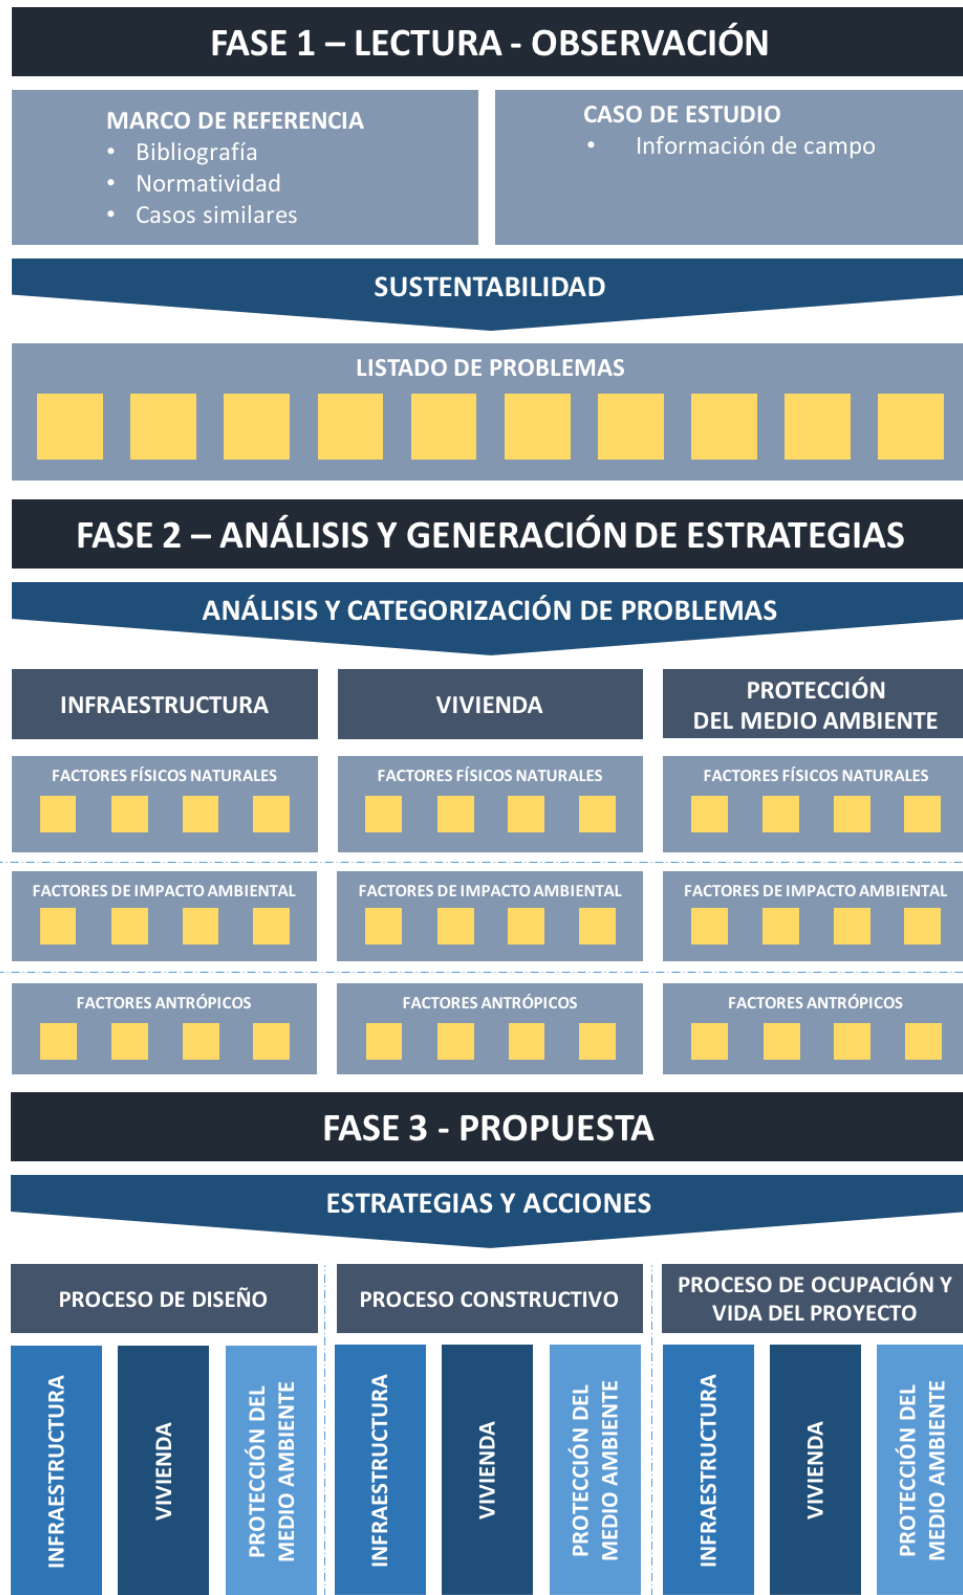 FASE 1 – LECTURA - OBSERVACIÓN
MARCO DE REFERENCIA
• Bibliografía
• Normatividad
• Casos similares
CASO DE ESTUDIO
• Información de campo
SUSTENTABILIDAD
LISTADO DE PROBLEMAS
FASE 2 – ANÁLISIS Y GENERACIÓN DE ESTRATEGIAS
ANÁLISIS Y CATEGORIZACIÓN DE PROBLEMAS
INFRAESTRUCTURA
VIVIENDA
PROTECCIÓN
DEL MEDIO AMBIENTE
FACTORES FÍSICOS NATURALES
FACTORES FÍSICOS NATURALES
FACTORES FÍSICOS NATURALES
FACTORES DE IMPACTO AMBIENTAL
FACTORES DE IMPACTO AMBIENTAL
FACTORES DE IMPACTO AMBIENTAL
FACTORES ANTRÓPICOS
FACTORES ANTRÓPICOS
FACTORES ANTRÓPICOS
FASE 3 - PROPUESTA
ESTRATEGIAS Y ACCIONES
PROCESO DE DISEÑO
PROCESO CONSTRUCTIVO
PROCESO DE OCUPACIÓN Y
VIDA DEL PROYECTO
INFRAESTRUCTURA
VIVIENDA
PROTECCIÓN DEL
MEDIO AMBIENTE
INFRAESTRUCTURA
VIVIENDA
PROTECCIÓN DEL
MEDIO AMBIENTE
INFRAESTRUCTURA
VIVIENDA
PROTECCIÓN DEL
MEDIO AMBIENTE